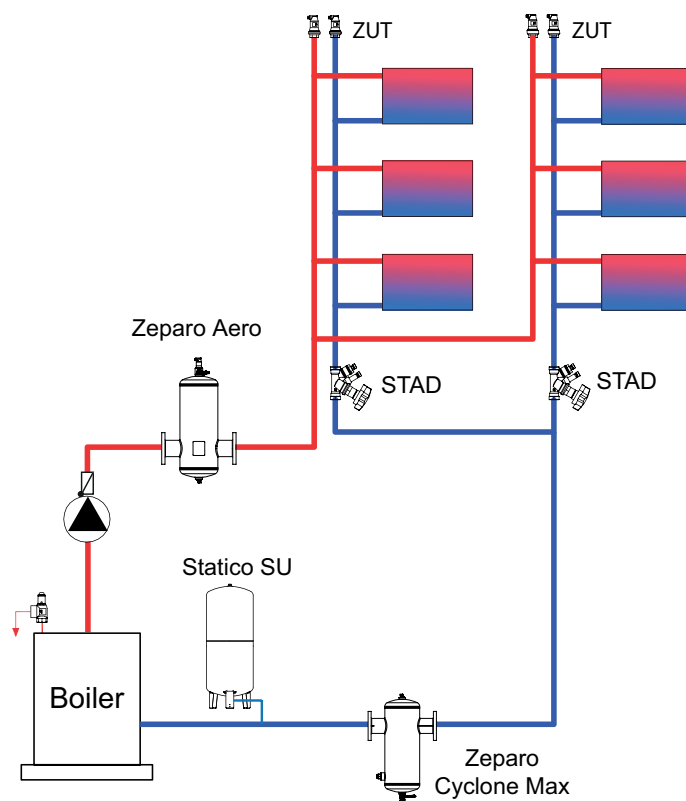 ZUT
ZUT
Zeparo Aero
STAD
STAD
Statico SU
Boiler
Zeparo
Cyclone Max